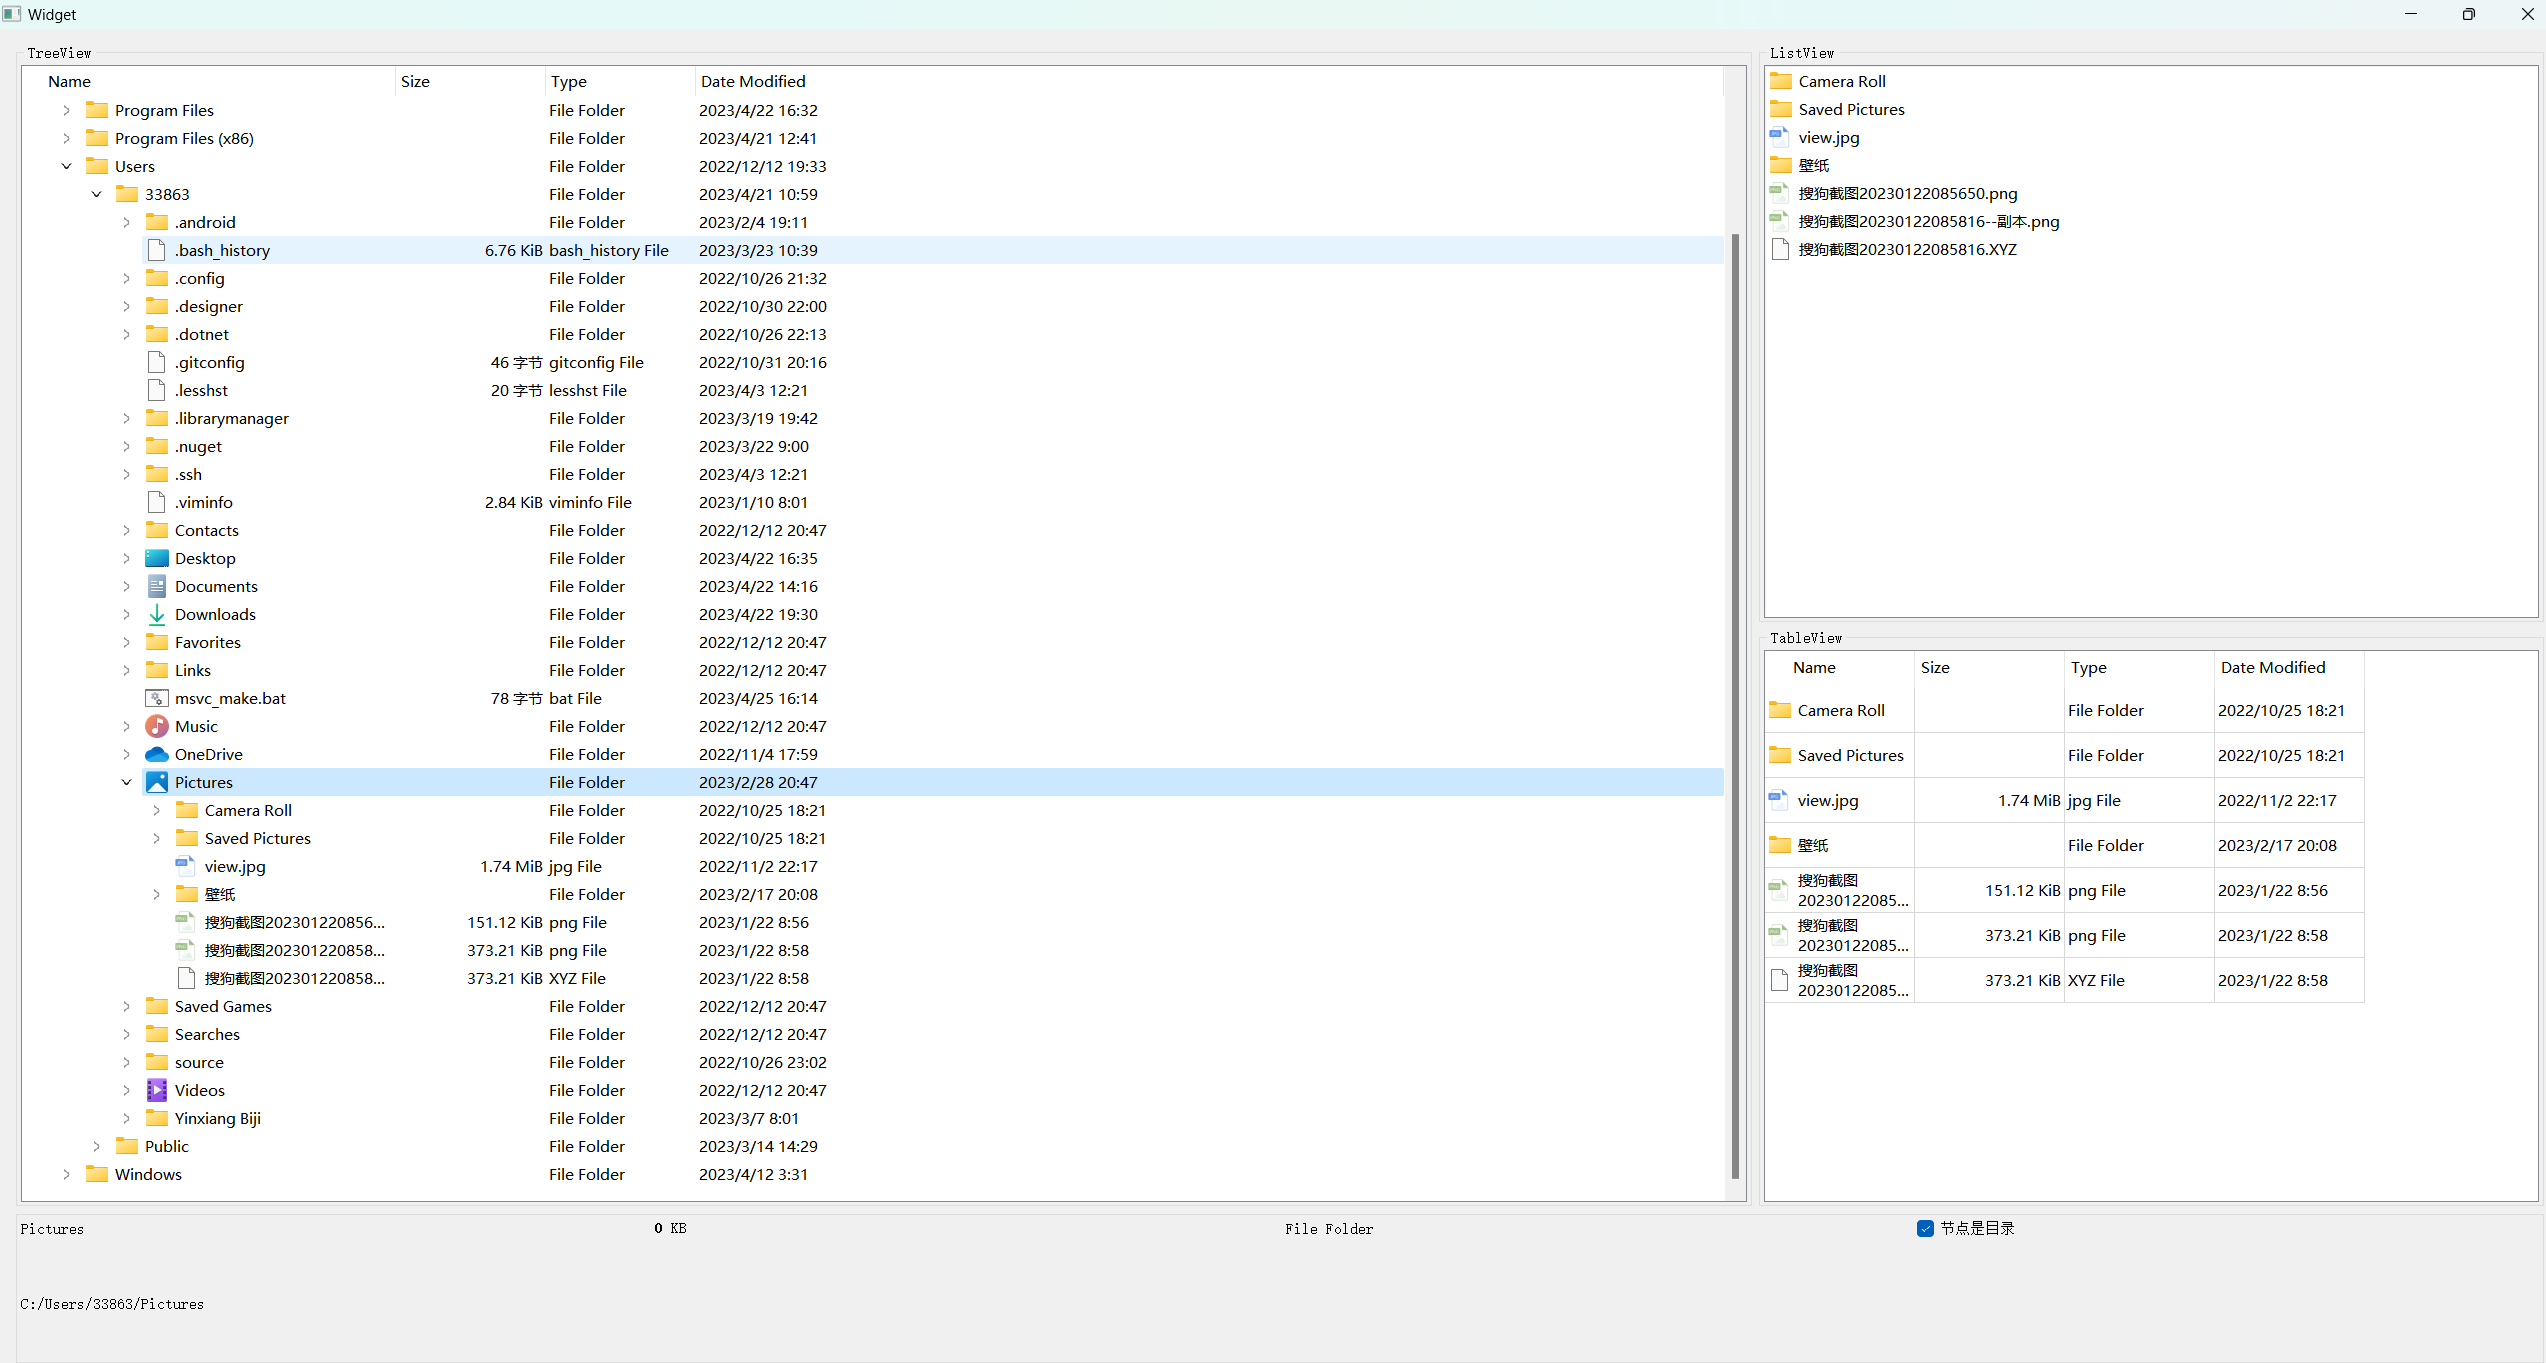 Widget
TreeView
Name Size Type Date Modified
Program Files File Folder 2023/4/22 16:32
Program Files (x86) File Folder 2023/4/21 12:41
Users File Folder 2022/12/12 19:33
33863 File Folder 2023/4/21 10:59
.android File Folder 2023/2/4 19:11
.bash_history 6.76 KiB bash_history File 2023/3/23 10:39
.config File Folder 2022/10/26 21:32
.designer File Folder 2022/10/30 22:00
.dotnet File Folder 2022/10/26 22:13
.gitconfig 46 字节 gitconfig File 2022/10/31 20:16
.lesshst 20 字节 lesshst File 2023/4/3 12:21
.librarymanager File Folder 2023/3/19 19:42
.nuget File Folder 2023/3/22 9:00
.ssh File Folder 2023/4/3 12:21
.viminfo 2.84 KiB viminfo File 2023/1/10 8:01
Contacts File Folder 2022/12/12 20:47
Desktop File Folder 2023/4/22 16:35
Documents File Folder 2023/4/22 14:16
Downloads File Folder 2023/4/22 19:30
Favorites File Folder 2022/12/12 20:47
Links File Folder 2022/12/12 20:47
msvc_make.bat 78 字节 bat File 2023/4/25 16:14
Music File Folder 2022/12/12 20:47
OneDrive File Folder 2022/11/4 17:59
Pictures File Folder 2023/2/28 20:47
Camera Roll File Folder 2022/10/25 18:21
Saved Pictures File Folder 2022/10/25 18:21
view.jpg 1.74 MiB jpg File 2022/11/2 22:17
壁纸 File Folder 2023/2/17 20:08
搜狗截图202301220856... 151.12 KiB png File 2023/1/22 8:56
搜狗截图202301220858... 373.21 KiB png File 2023/1/22 8:58
搜狗截图202301220858... 373.21 KiB XYZ File 2023/1/22 8:58
Saved Games File Folder 2022/12/12 20:47
Searches File Folder 2022/12/12 20:47
source File Folder 2022/10/26 23:02
Videos File Folder 2022/12/12 20:47
Yinxiang Biji File Folder 2023/3/7 8:01
Public File Folder 2023/3/14 14:29
Windows File Folder 2023/4/12 3:31
ListView
Camera Roll
Saved Pictures
view.jpg
壁纸
搜狗截图20230122085650.png
搜狗截图20230122085816--副本.png
搜狗截图20230122085816.XYZ
TableView
Name Size Type Date Modified
Camera Roll File Folder 2022/10/25 18:21
Saved Pictures File Folder 2022/10/25 18:21
view.jpg 1.74 MiB jpg File 2022/11/2 22:17
壁纸 File Folder 2023/2/17 20:08
搜狗截图
20230122085... 151.12 KiB png File 2023/1/22 8:56
搜狗截图
20230122085... 373.21 KiB png File 2023/1/22 8:58
搜狗截图
20230122085... 373.21 KiB XYZ File 2023/1/22 8:58
Pictures 0 KB File Folder 节点是目录
C:/Users/33863/Pictures